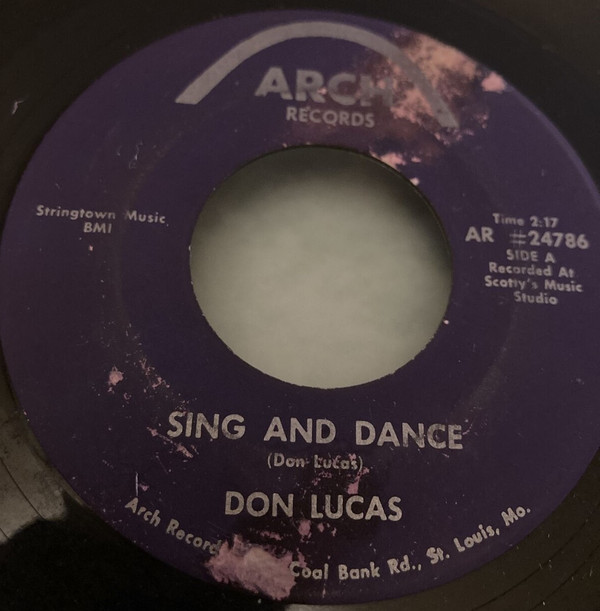 ARCH
RECORDS
Stringtown Music
BMI
Time 2:17
AR #24786
SIDE A
Recorded At
Scotty's Music
Studio
SING AND DANCE
(Don Lucas)
DON LUCAS
Arch Record Coal Bank Rd., St. Louis, Mo.